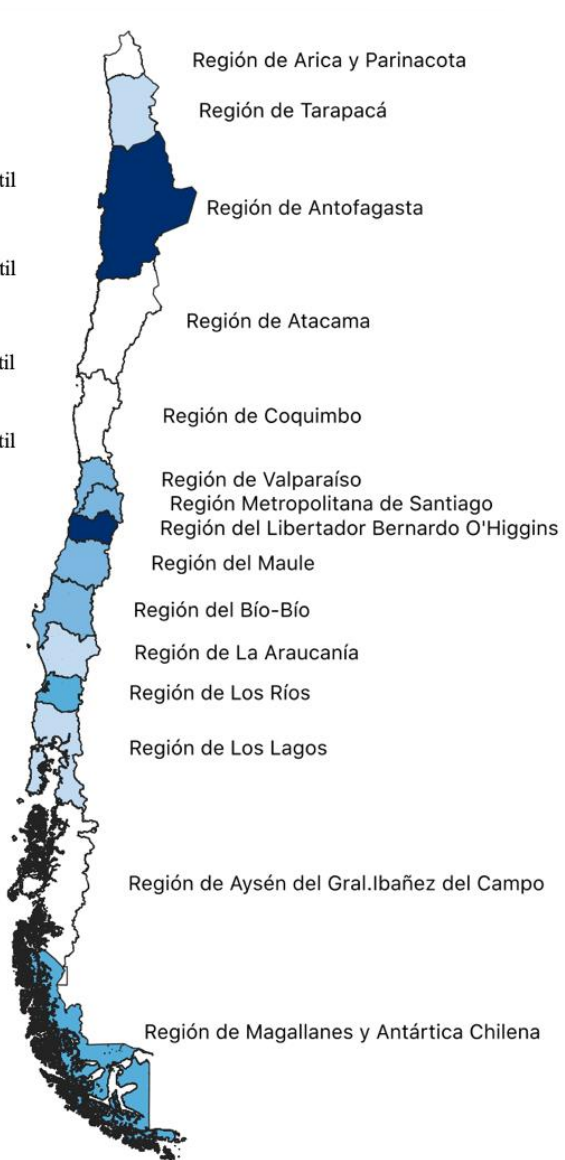 Región de Arica y Parinacota
Región de Tarapacá
Región de Antofagasta
Región de Atacama
Región de Coquimbo
Región de Valparaíso
Región Metropolitana de Santiago
Región del Libertador Bernardo O'Higgins
Región del Maule
Región del Bío-Bío
Región de La Araucanía
Región de Los Ríos
Región de Los Lagos
Región de Aysén del Gral.Ibañez del Campo
Región de Magallanes y Antártica Chilena